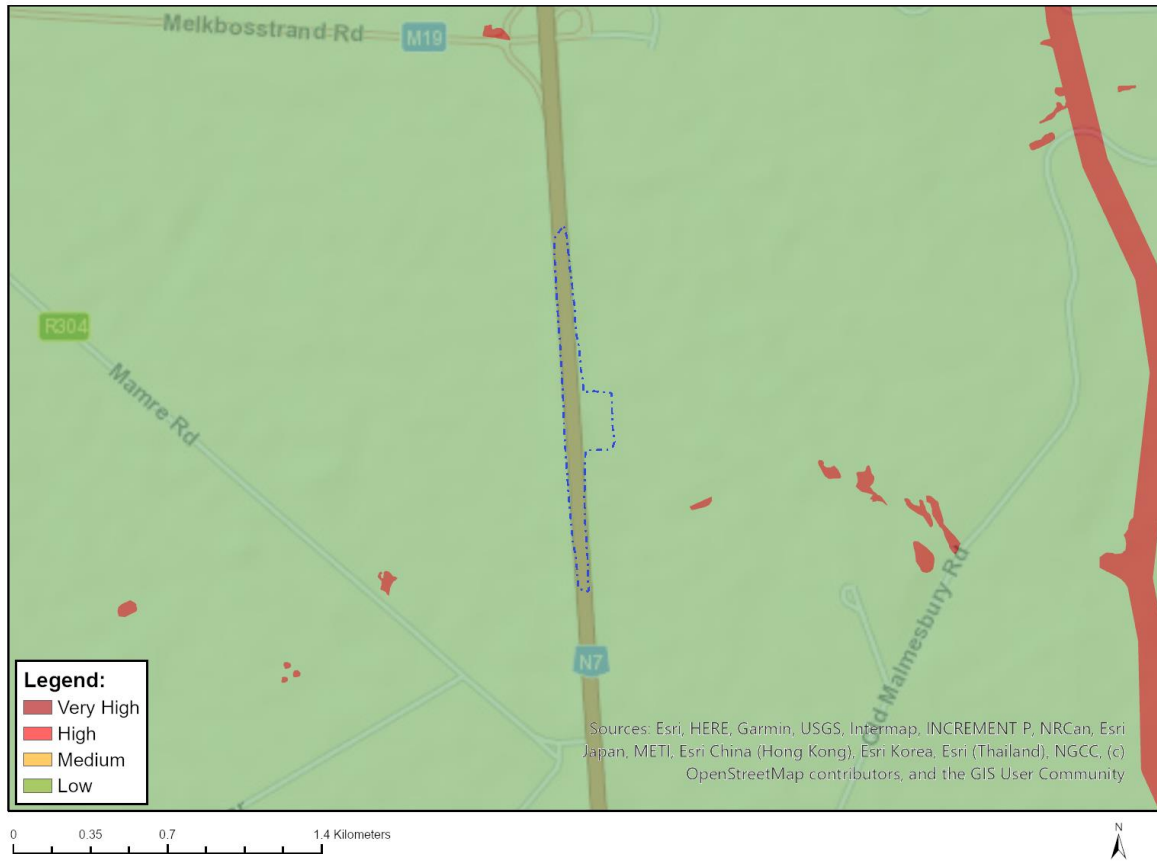 Melkbosstrand Rd
M19
R304
Mamre Rd
N7
Old Malmesbury Rd
Legend:
Very High
High
Medium
Low
Sources: Esri, HERE, Garmin, USGS, Intermap, INCREMENT P, NRCan, Esri
Japan, METI, Esri China (Hong Kong), Esri Korea, Esri (Thailand), NGCC, (c)
OpenStreetMap contributors, and the GIS User Community
0 0.35 0.7 1.4 Kilometers
N